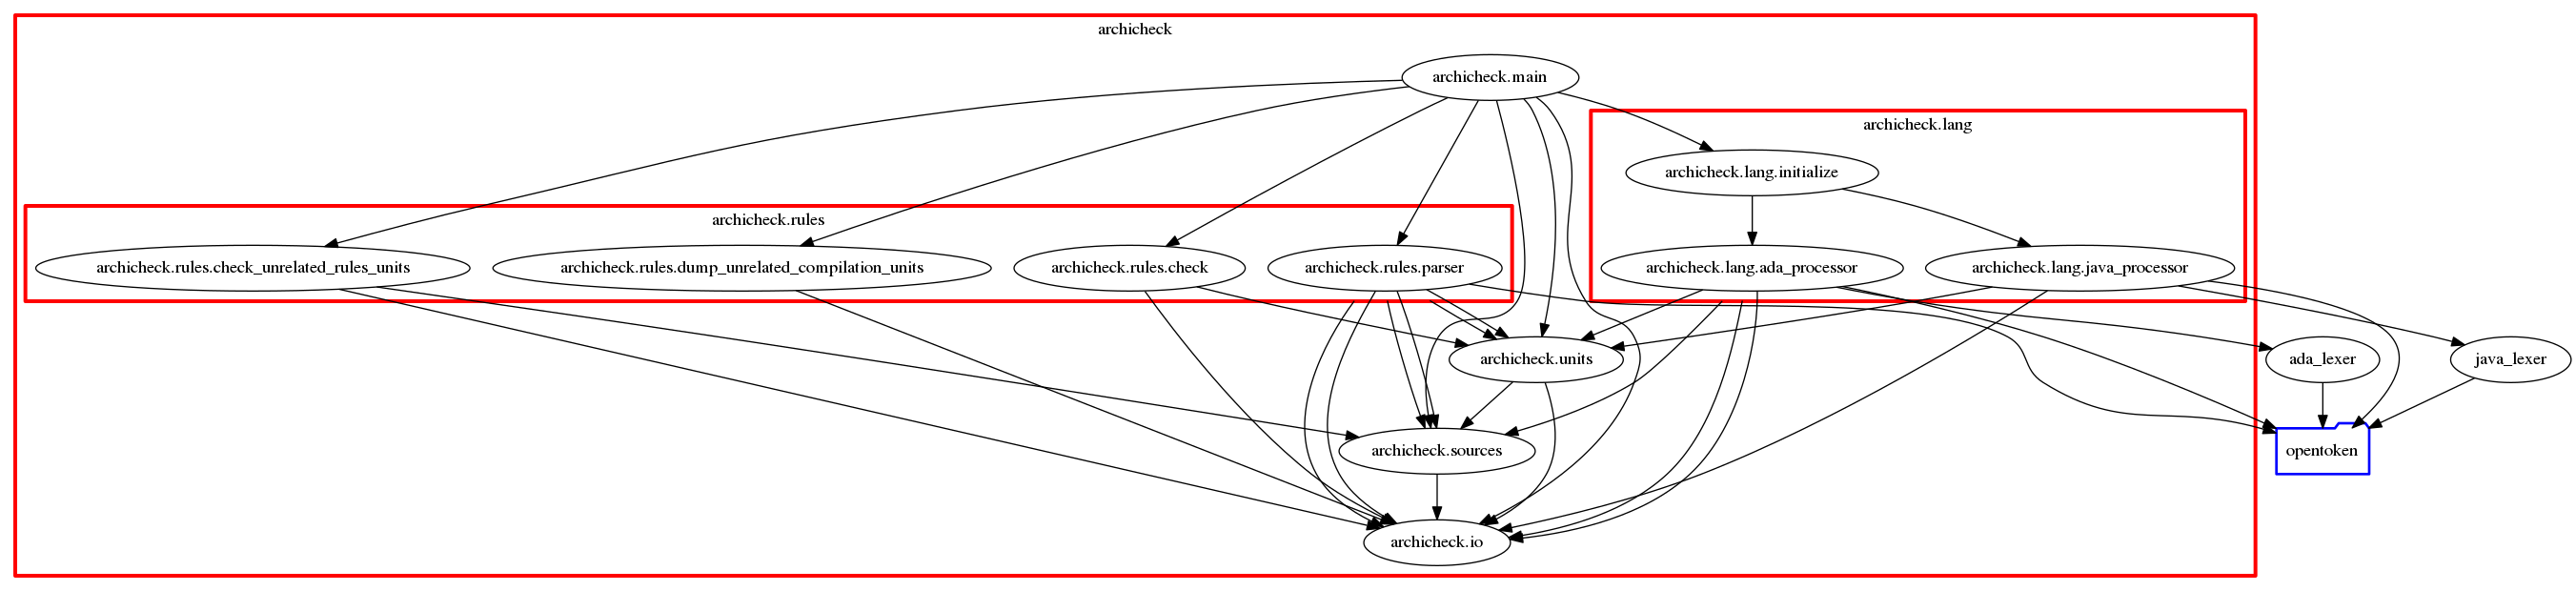 archicheck
archicheck.main
archicheck.lang
archicheck.lang.initialize
archicheck.rules
archicheck.rules.check_unrelated_rules_units
archicheck.rules.dump_unrelated_compilation_units
archicheck.rules.check
archicheck.rules.parser
archicheck.lang.ada_processor
archicheck.lang.java_processor
archicheck.units
ada_lexer
java_lexer
archicheck.sources
opentoken
archicheck.io